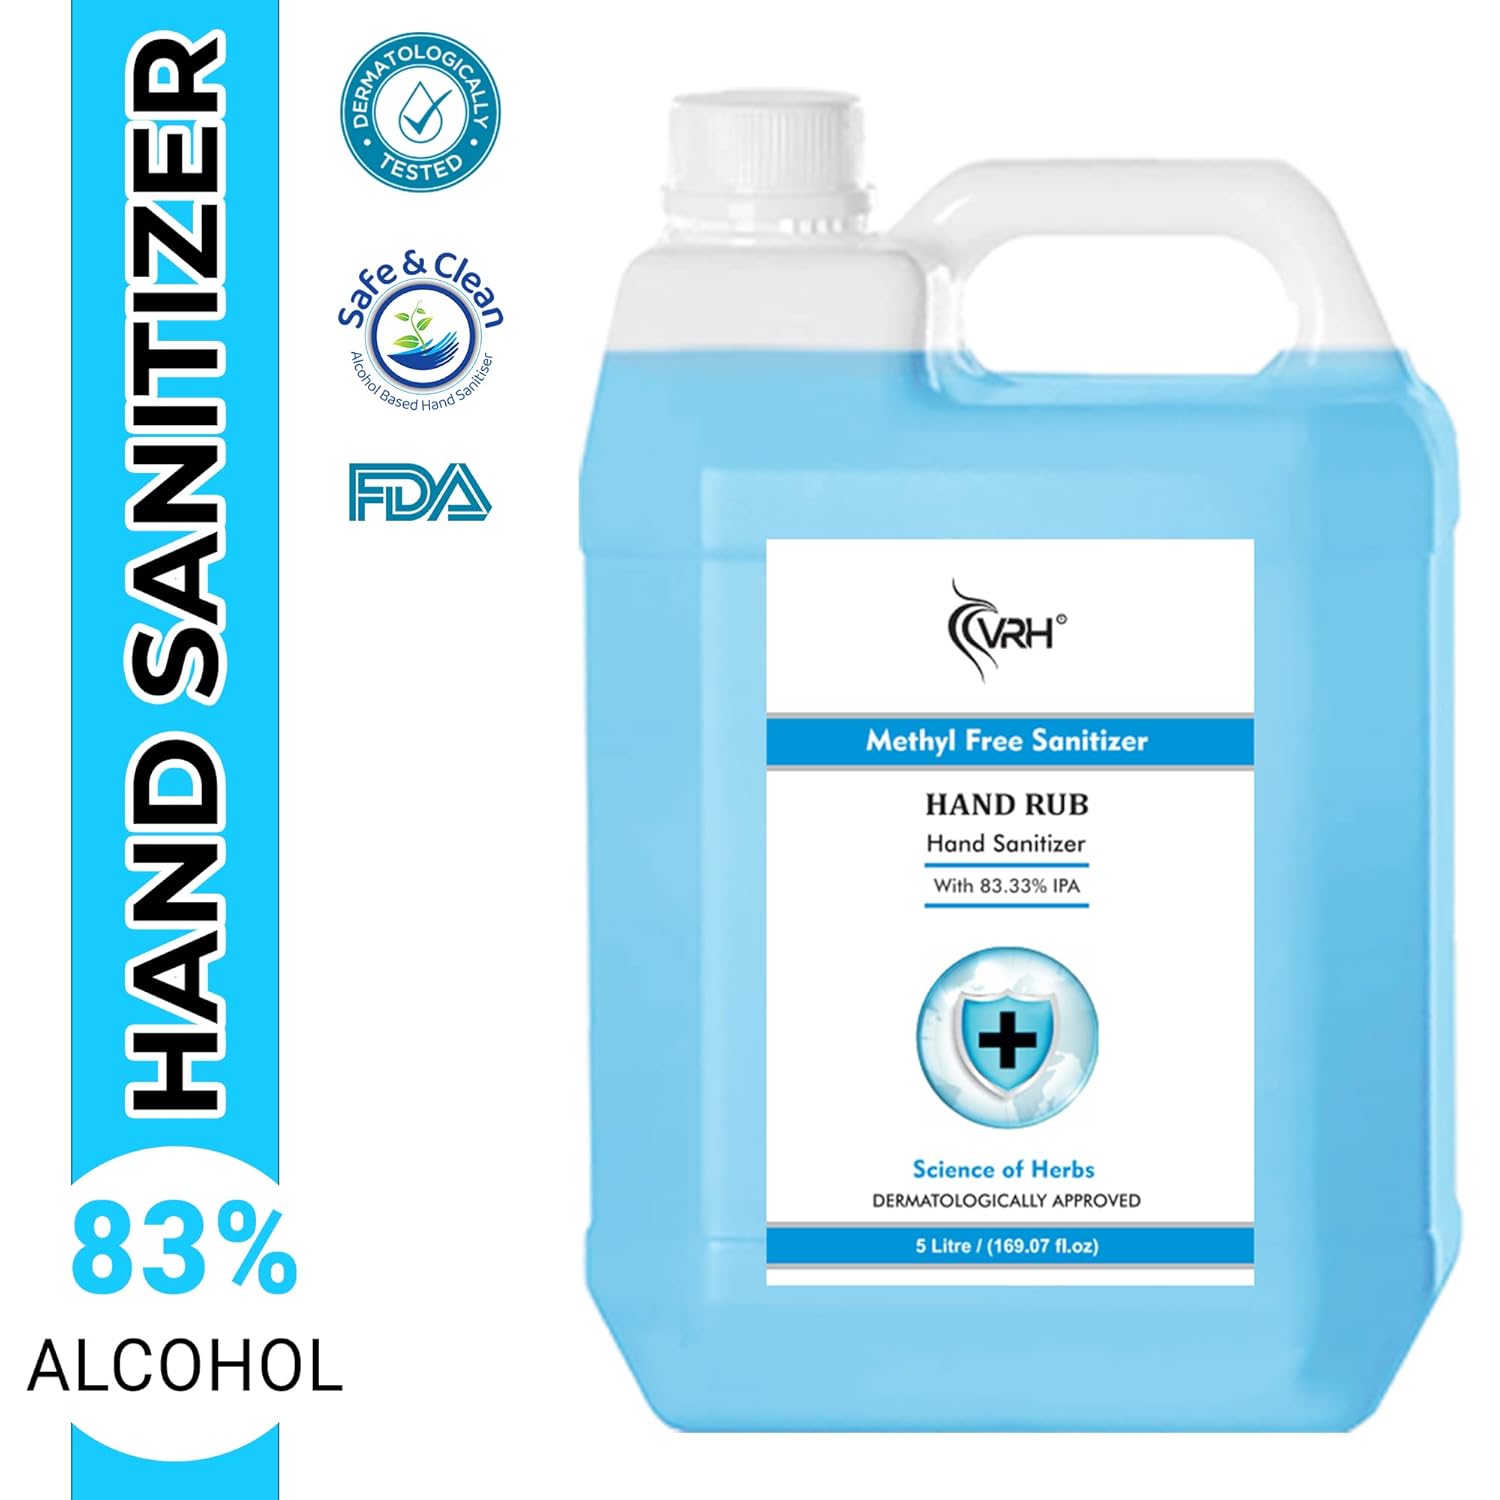 HAND SANITIZER
83%
ALCOHOL
DERMATOLOGICALLY
TESTED
Safe & Clean
Alcohol Based Hand Sanitiser
FDA
VRH®
Methyl Free Sanitizer
HAND RUB
Hand Sanitizer
With 83.33% IPA
Science of Herbs
DERMATOLOGICALLY APPROVED
5 Litre / (169.07 fl.oz)